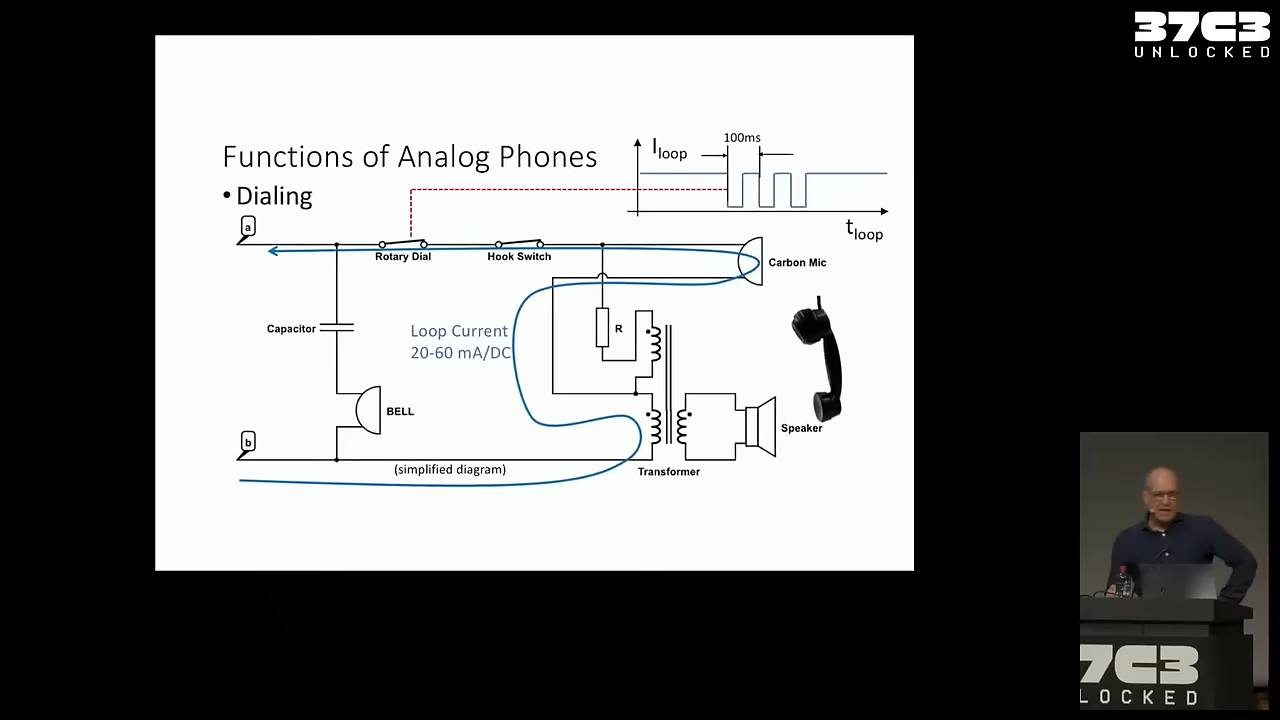 37C3
UNLOCKED
Functions of Analog Phones
• Dialing
100ms
Iloop
tloop
a
Rotary Dial
Hook Switch
Carbon Mic
Capacitor
R
Loop Current
20-60 mA/DC
BELL
Speaker
b
(simplified diagram)
Transformer
7C3
LOCKED